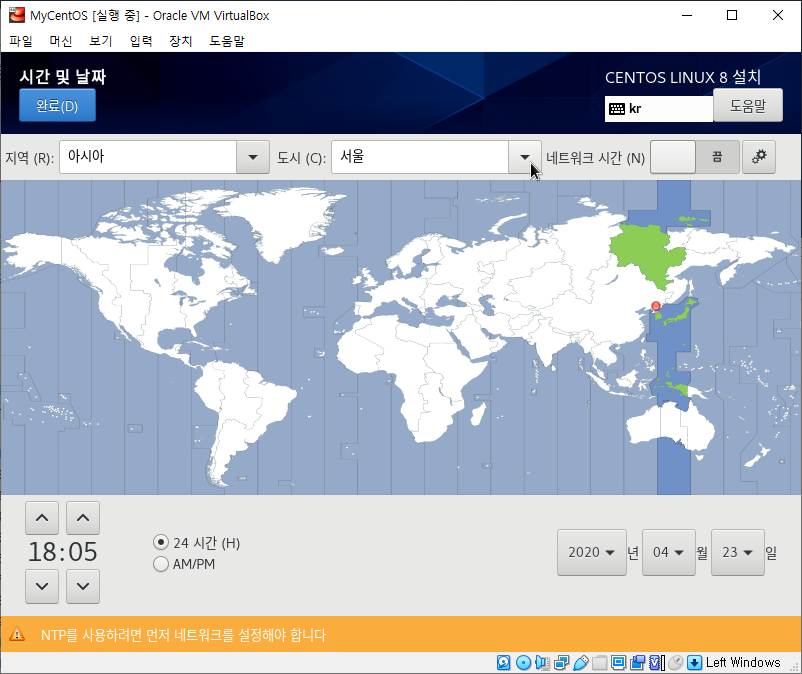 MyCentOS [실행 중] - Oracle VM VirtualBox
파일 머신 보기 입력 장치 도움말
시간 및 날짜
CENTOS LINUX 8 설치
완료(D)
kr
도움말
지역 (R): 아시아 도시 (C): 서울 네트워크 시간 (N) 끔
18:05
24 시간 (H)
AM/PM
2020 년 04 월 23 일
NTP를 사용하려면 먼저 네트워크를 설정해야 합니다
Left Windows